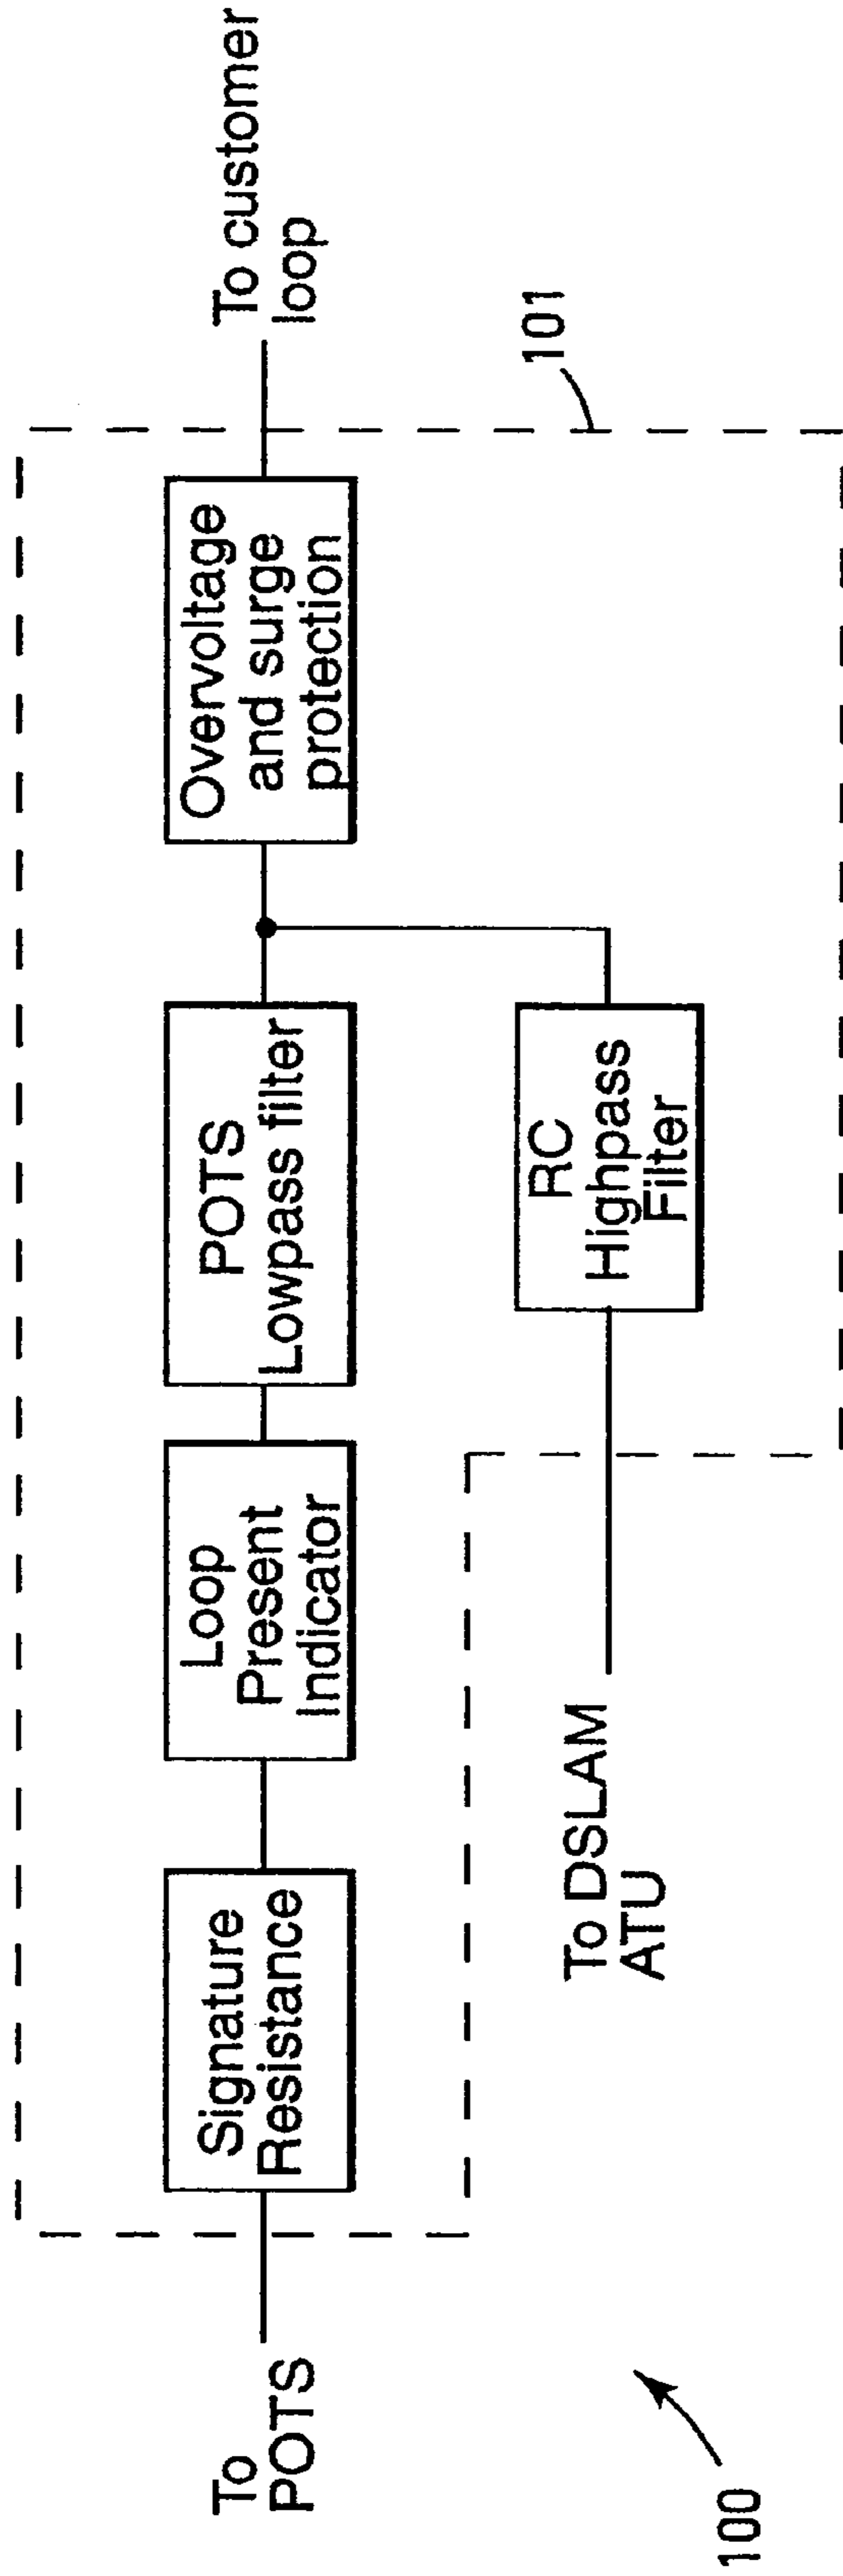 To
POTS
Signature
Resistance
Loop
Present
Indicator
POTS
Lowpass filter
Overvoltage
and surge
protection
To customer
loop
101
To DSLAM
ATU
RC
Highpass
Filter
100